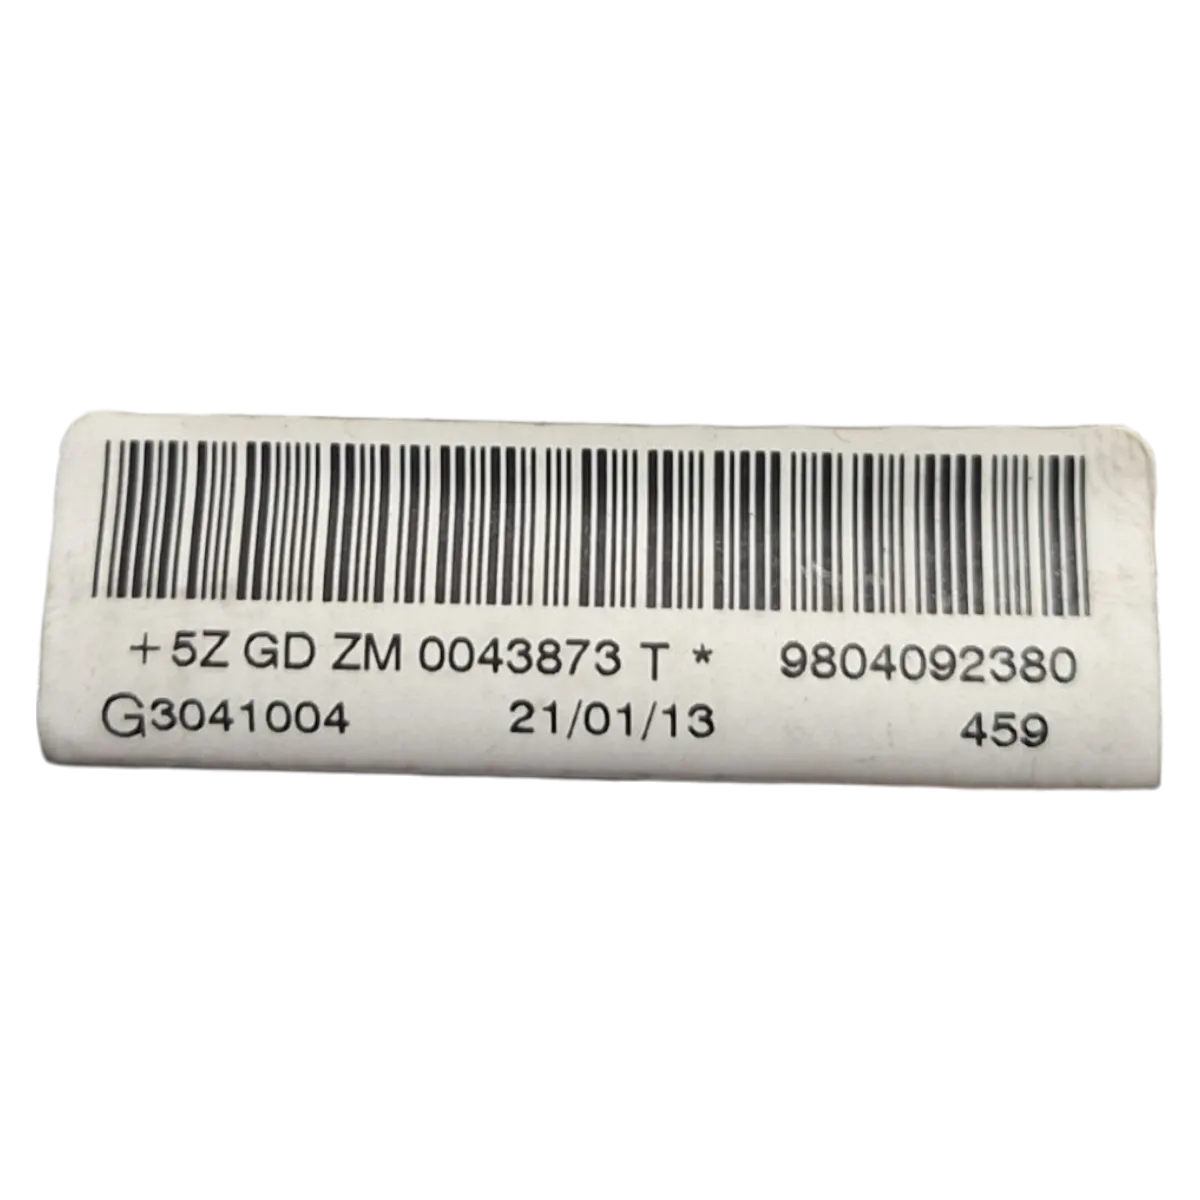 +5Z GD ZM 0043873 T * 9804092380
G3041004 21/01/13 459